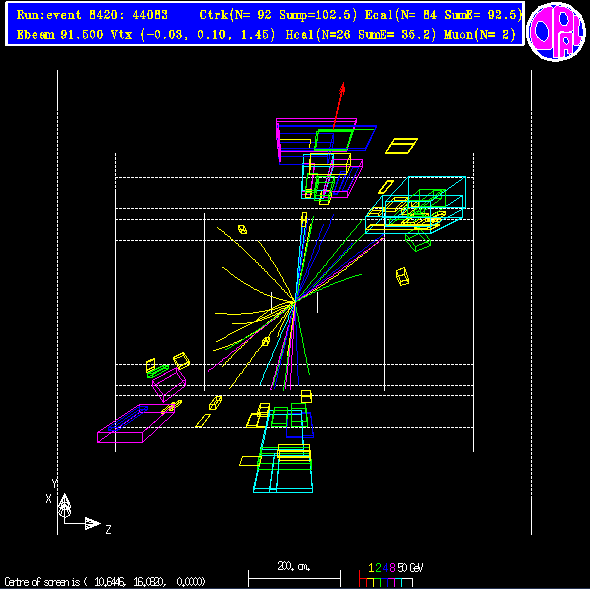 Run:event 8420: 44083 Ctrk(N= 92 Sump=102.5) Ecal(N= 84 SumE= 92.5)
Ebeam 91.500 Vtx (-0.03, 0.10, 1.45) Hcal(N=26 SumE= 35.2) Muon(N= 2)
OPAL
Y
X
Z
200. cm.
1 2 4 8 50 GeV
Centre of screen is ( 10.6446, 16.0820, 0.0000)